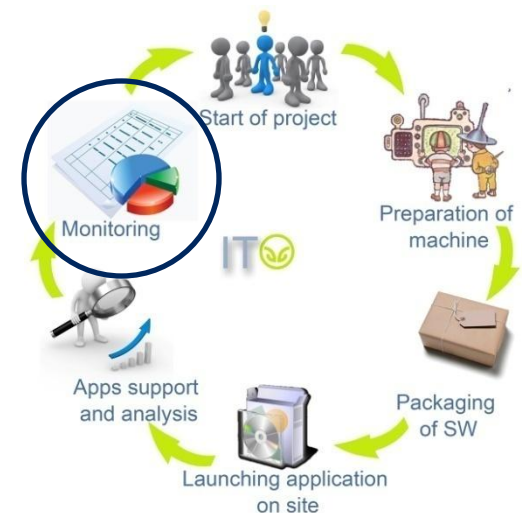 Start of project
Preparation of
machine
Packaging
of SW
Launching application
on site
Apps support
and analysis
Monitoring
IT